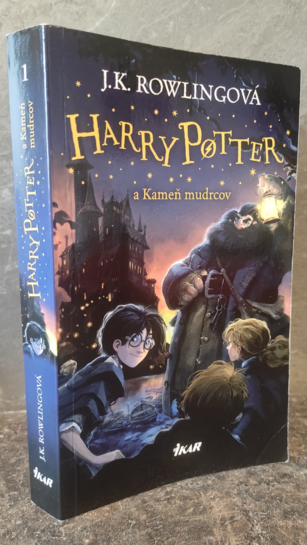 J.K. ROWLINGOVÁ
HARRY POTTER
a Kameň mudrcov
IKAR
1
HARRY POTTER
a Kameň
mudrcov
J.K. ROWLINGOVÁ
IKAR